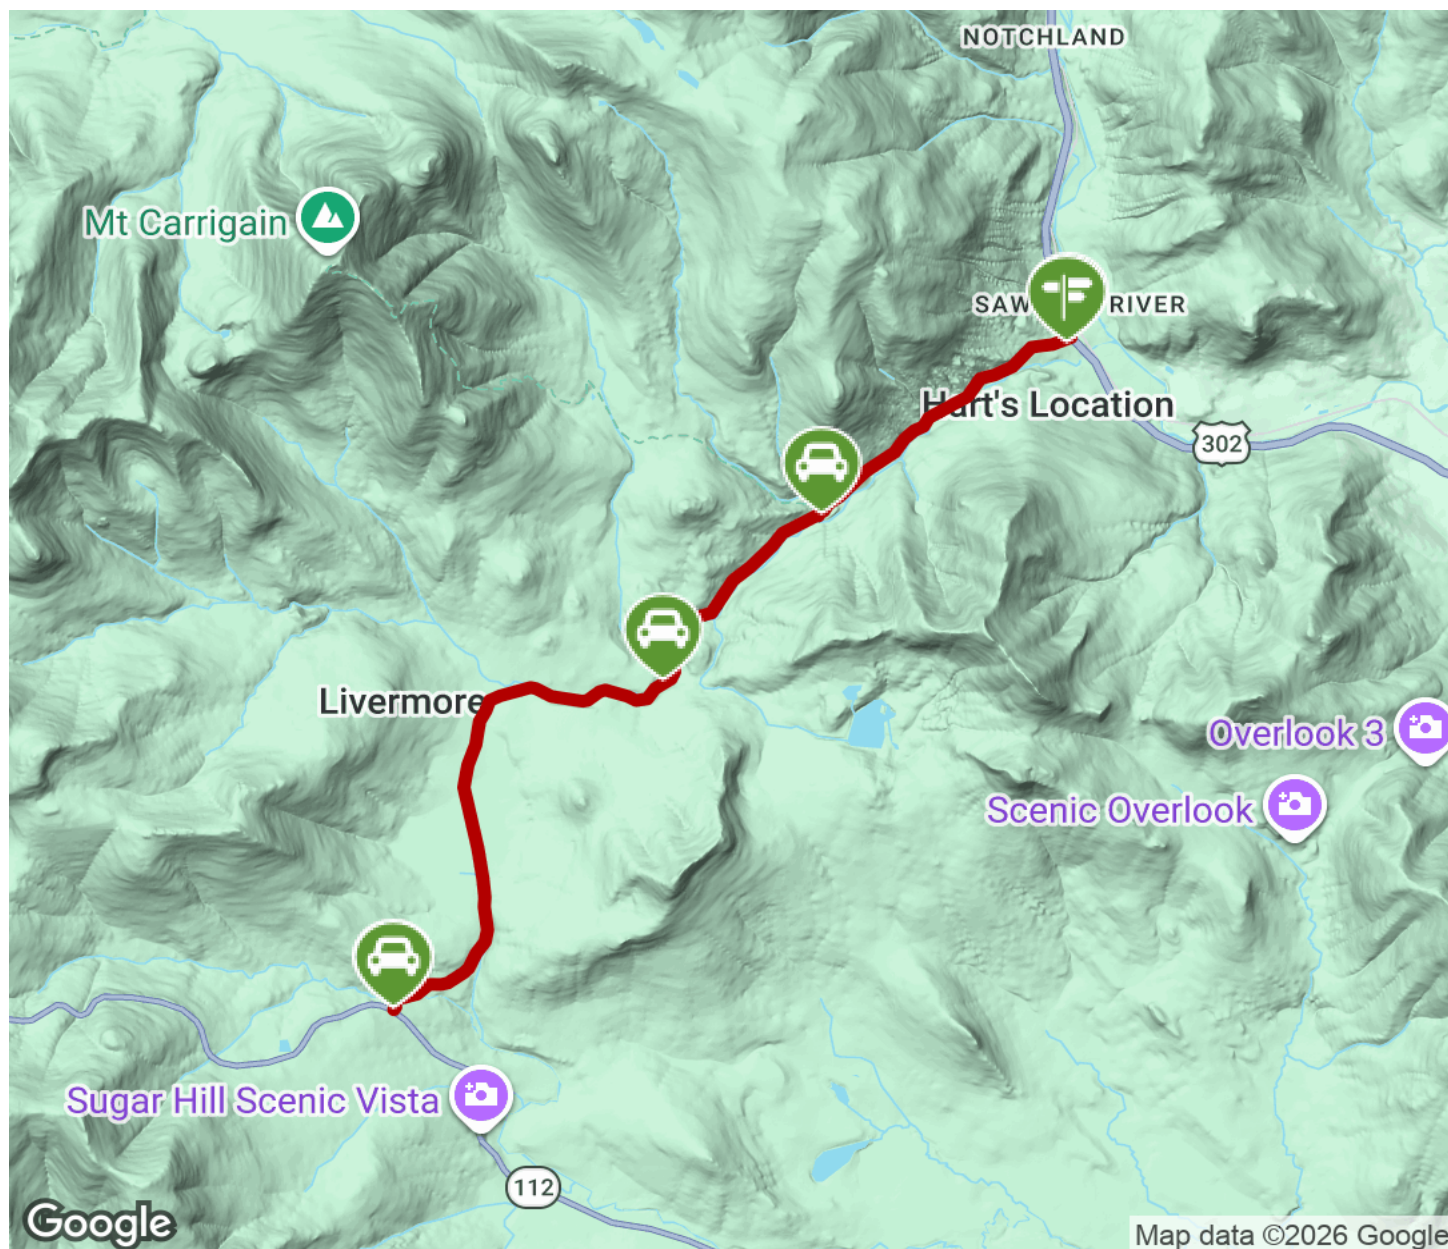 NOTCHLAND
Mt Carrigain
SAW RIVER
Hart's Location
302
Livermore
Overlook 3
Scenic Overlook
Sugar Hill Scenic Vista
112
Google
Map data ©2026 Google